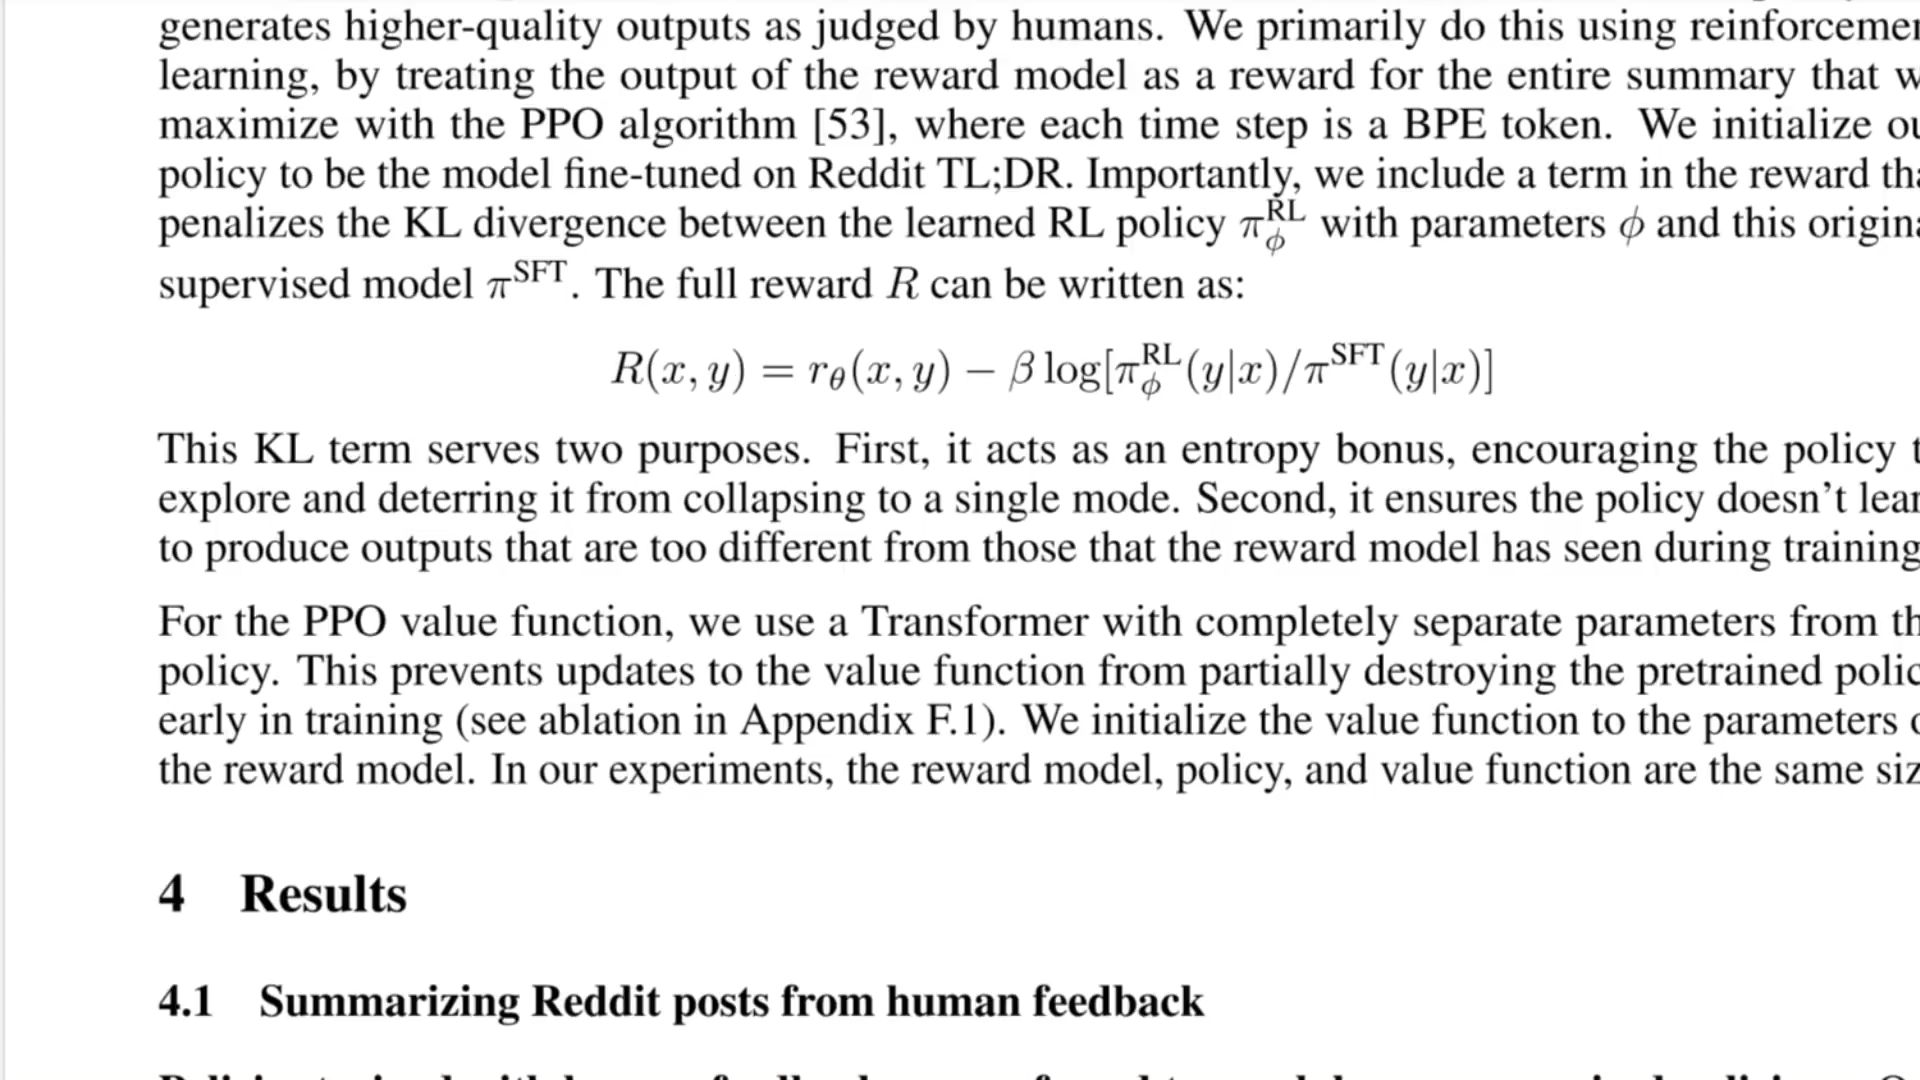 generates higher-quality outputs as judged by humans. We primarily do this using
learning, by treating the output of the reward model as a reward for the entire summary that
maximize with the PPO algorithm [53], where each time step is a BPE token. We initialize
policy to be the model fine-tuned on Reddit TL;DR. Importantly, we include a term in the reward
penalizes the KL divergence between the learned RL policy π_ϕ^RL with parameters ϕ and this
supervised model π^SFT. The full reward R can be written as:
R(x, y) = r_θ(x, y) − β log[π_ϕ^RL(y|x)/π^SFT(y|x)]
This KL term serves two purposes. First, it acts as an entropy bonus, encouraging the policy
explore and deterring it from collapsing to a single mode. Second, it ensures the policy doesn't
to produce outputs that are too different from those that the reward model has seen during training
For the PPO value function, we use a Transformer with completely separate parameters from
policy. This prevents updates to the value function from partially destroying the pretrained
early in training (see ablation in Appendix F.1). We initialize the value function to the parameters
the reward model. In our experiments, the reward model, policy, and value function are the same
4 Results
4.1 Summarizing Reddit posts from human feedback